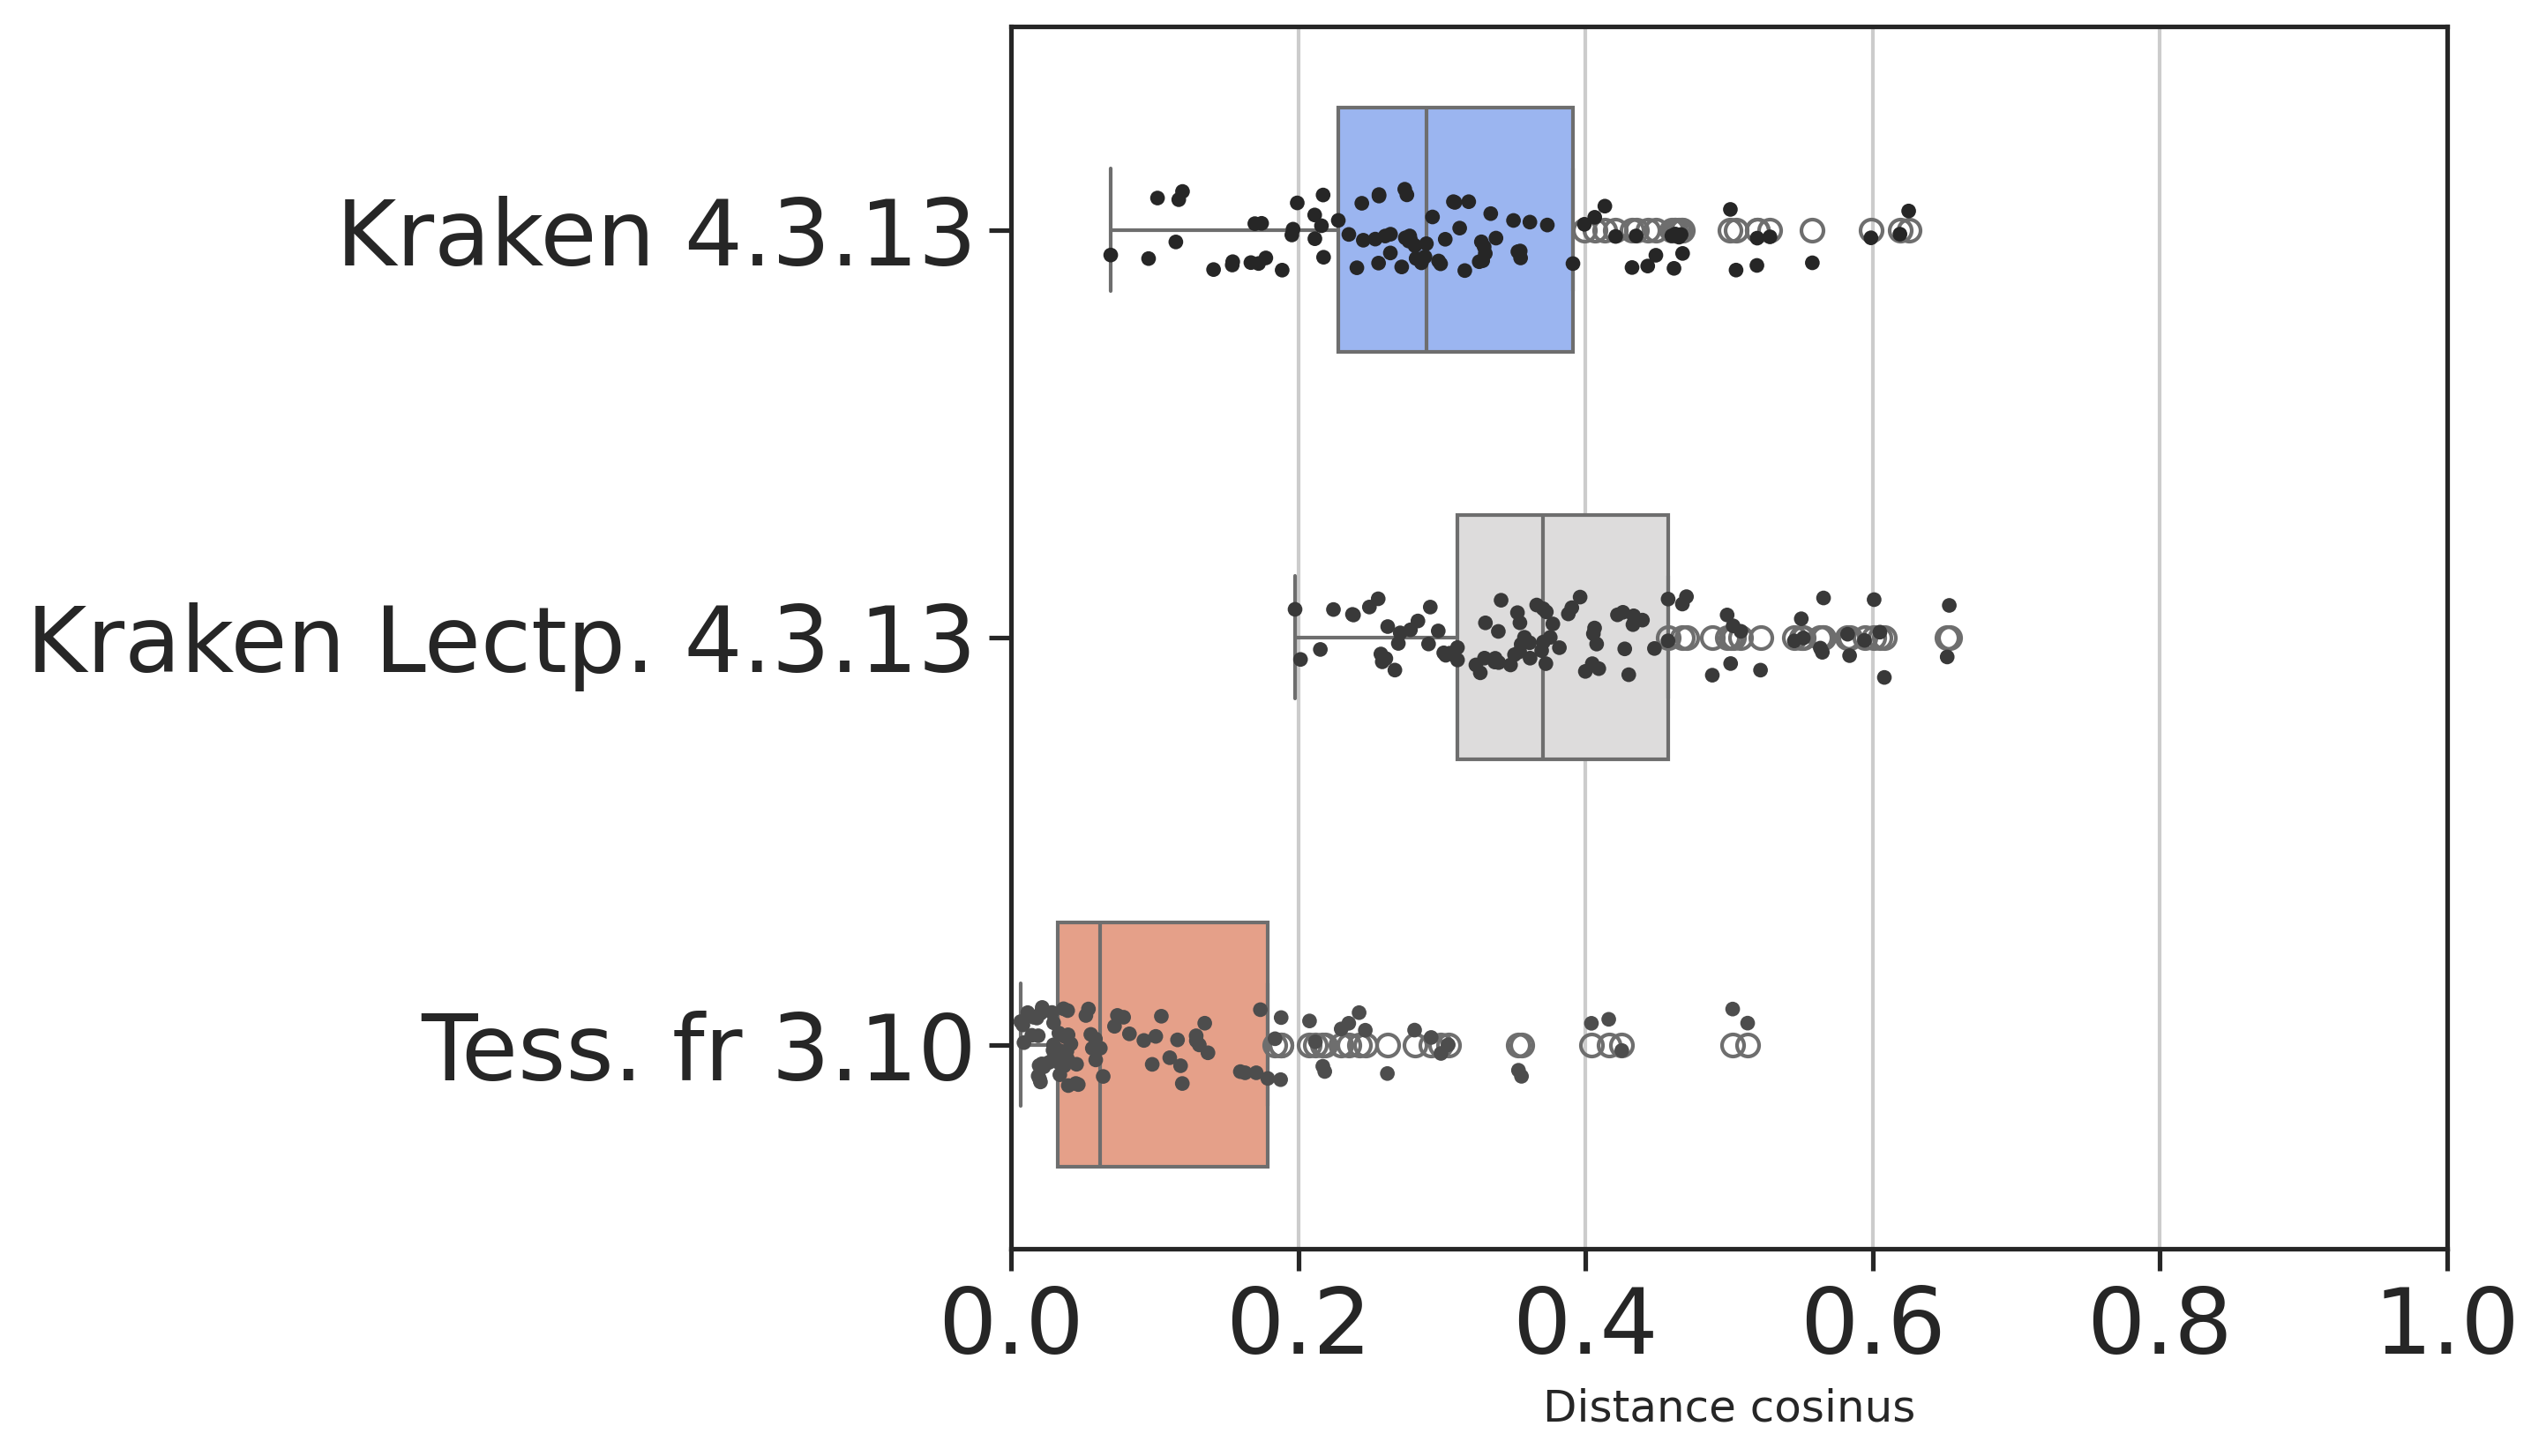 Kraken 4.3.13
Kraken Lectp. 4.3.13
Tess. fr 3.10
0.0 0.2 0.4 0.6 0.8 1.0
Distance cosinus